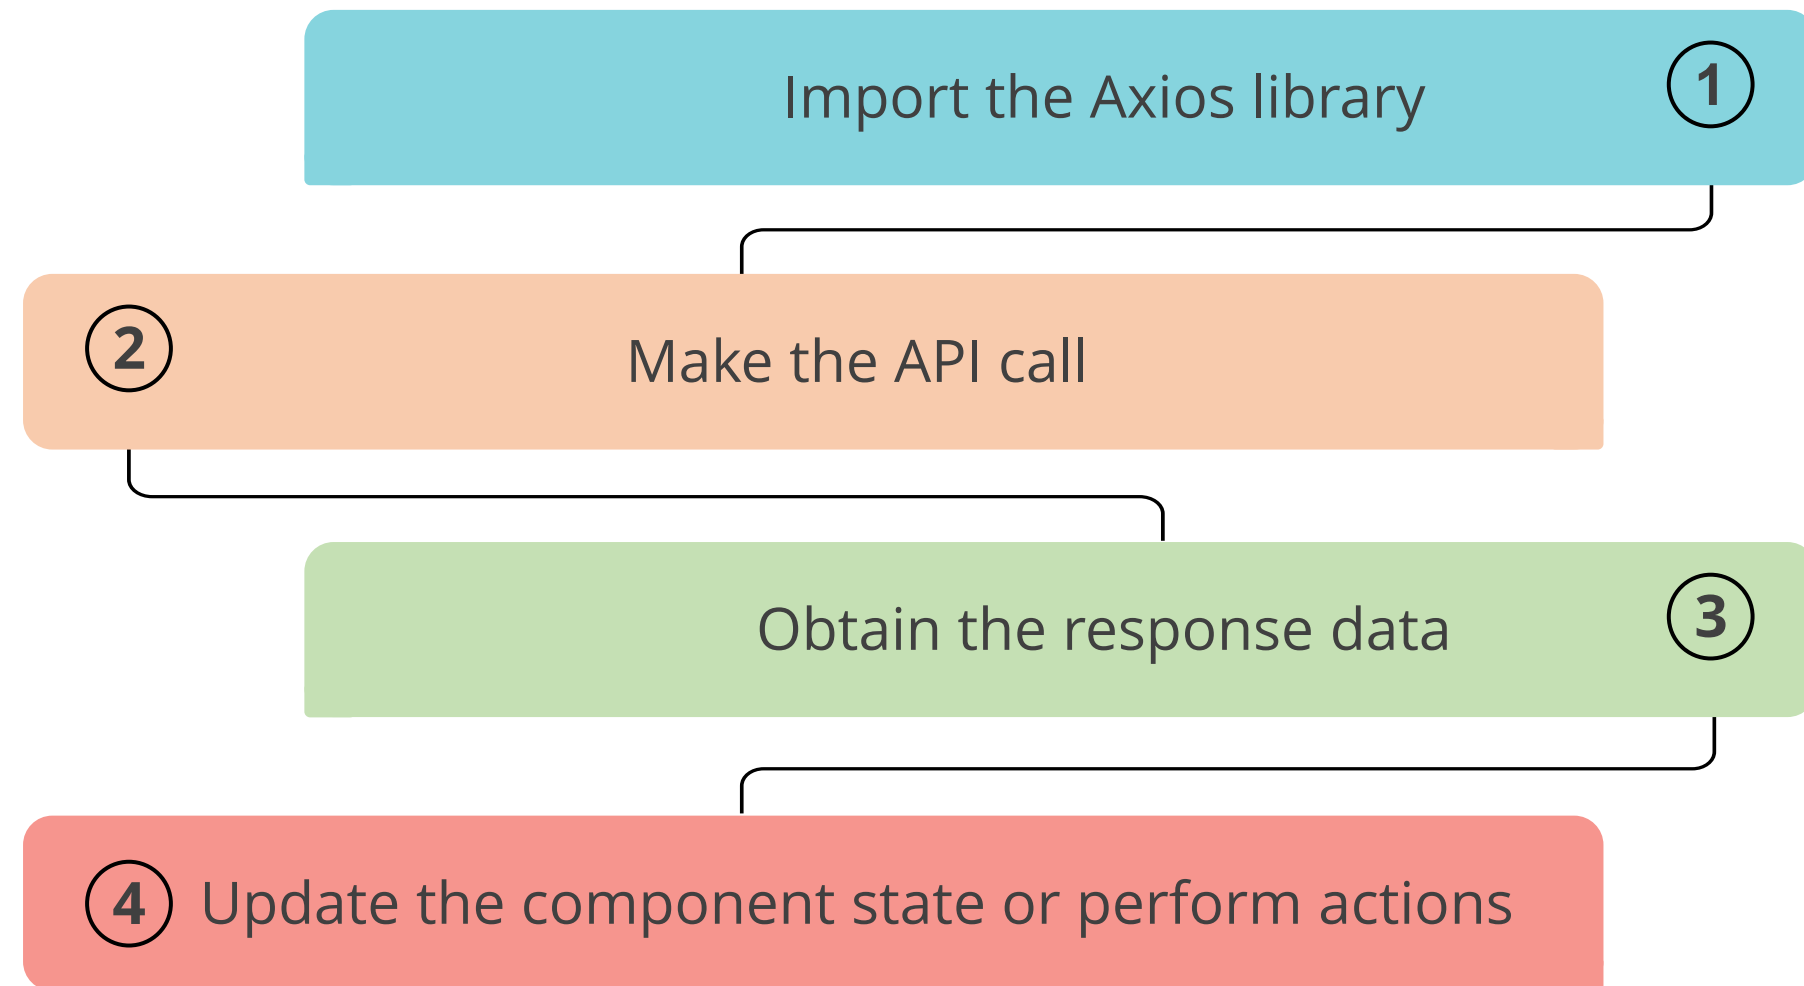 Import the Axios library 1
2 Make the API call
Obtain the response data 3
4 Update the component state or perform actions